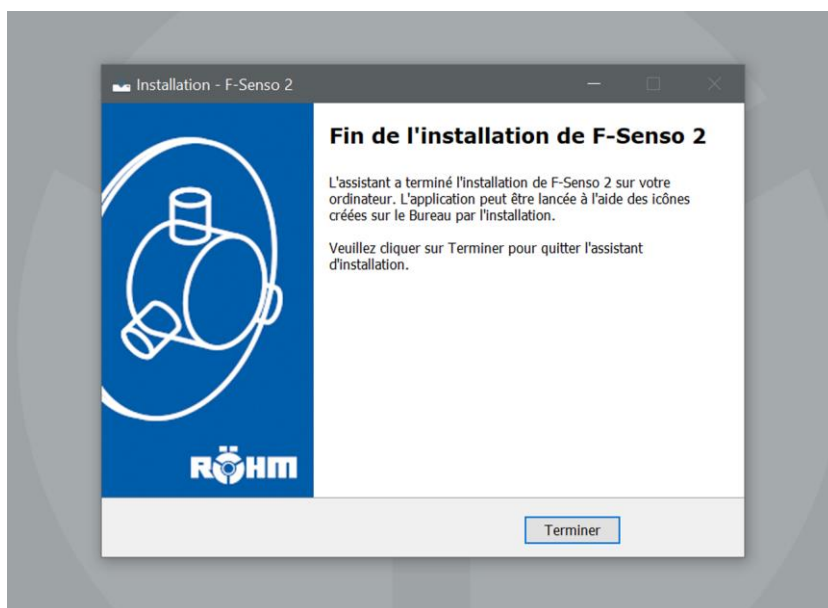 Installation - F-Senso 2
Fin de l'installation de F-Senso 2
L'assistant a terminé l'installation de F-Senso 2 sur votre
ordinateur. L'application peut être lancée à l'aide des icônes
créées sur le Bureau par l'installation.
Veuillez cliquer sur Terminer pour quitter l'assistant
d'installation.
RÖHM
Terminer